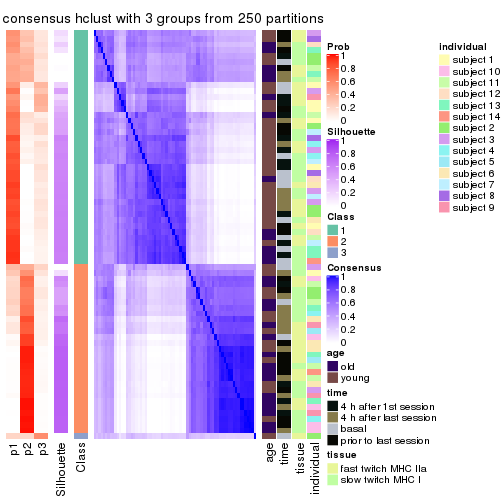 consensus hclust with 3 groups from 250 partitions
Prob
1
0.8
0.6
0.4
0.2
0
Silhouette
1
0.8
0.6
0.4
0.2
0
Class
1
2
3
Consensus
1
0.8
0.6
0.4
0.2
0
age
old
young
time
4 h after 1st session
4 h after last session
basal
prior to last session
tissue
fast twitch MHC IIa
slow twitch MHC I
individual
subject 1
subject 10
subject 11
subject 12
subject 13
subject 14
subject 2
subject 3
subject 4
subject 5
subject 6
subject 7
subject 8
subject 9
p1
p2
p3
Silhouette
Class
age
time
tissue
individual